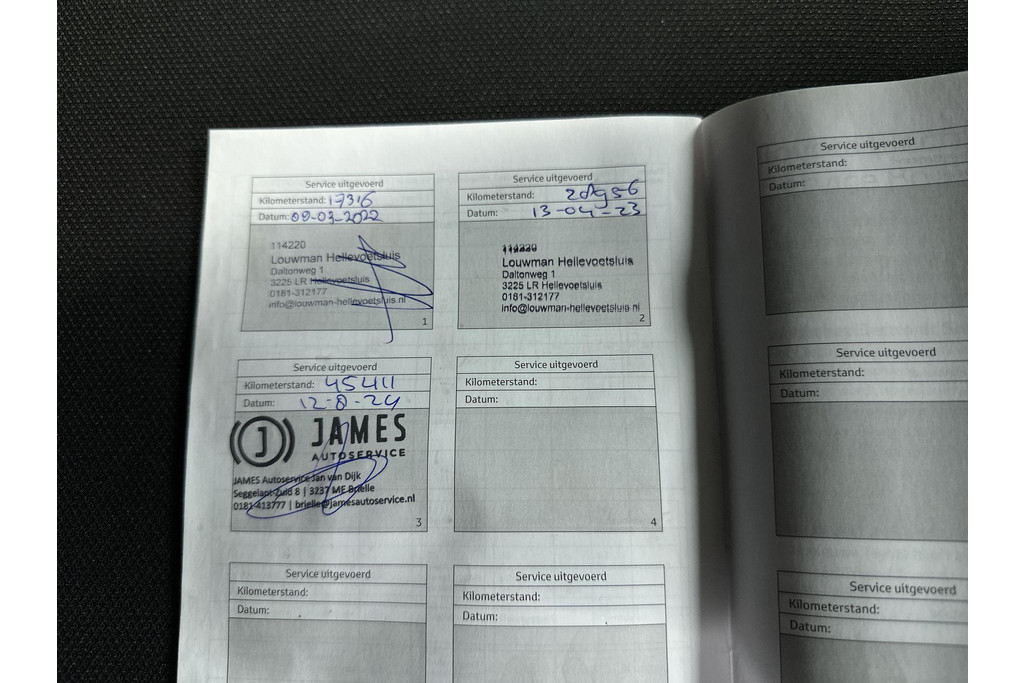 Service uitgevoerd
Kilometerstand: 17316
Datum: 09-03-2022
114220
Louwman Hellevoetsluis
Daltonweg 1
3225 LR Hellevoetsluis
0181-312177
info@louwman-hellevoetsluis.nl
1
Service uitgevoerd
Kilometerstand:
Datum: 13-04-23
114220
Louwman Hellevoetsluis
Daltonweg 1
3225 LR Hellevoetsluis
0181-312177
info@louwman-hellevoetsluis.nl
2
Service uitgevoerd
Kilometerstand: 45411
Datum: 12-8-24
J JAMES
AUTOSERVICE
JAMES Autoservice Jan van Dijk
Seggelant-Zuid 8 | 3237 ME Brielle
0181-413777 | brielle@jamesautoservice.nl
3
Service uitgevoerd
Kilometerstand:
Datum:
4
Service uitgevoerd
Kilometerstand:
Datum:
Service uitgevoerd
Kilometerstand:
Datum:
Service uitgevoerd
Kilometerstand:
Datum:
Service uitgevoerd
Kilometerstand:
Datum:
Service uitgevoerd
Kilometerstand:
Datum: